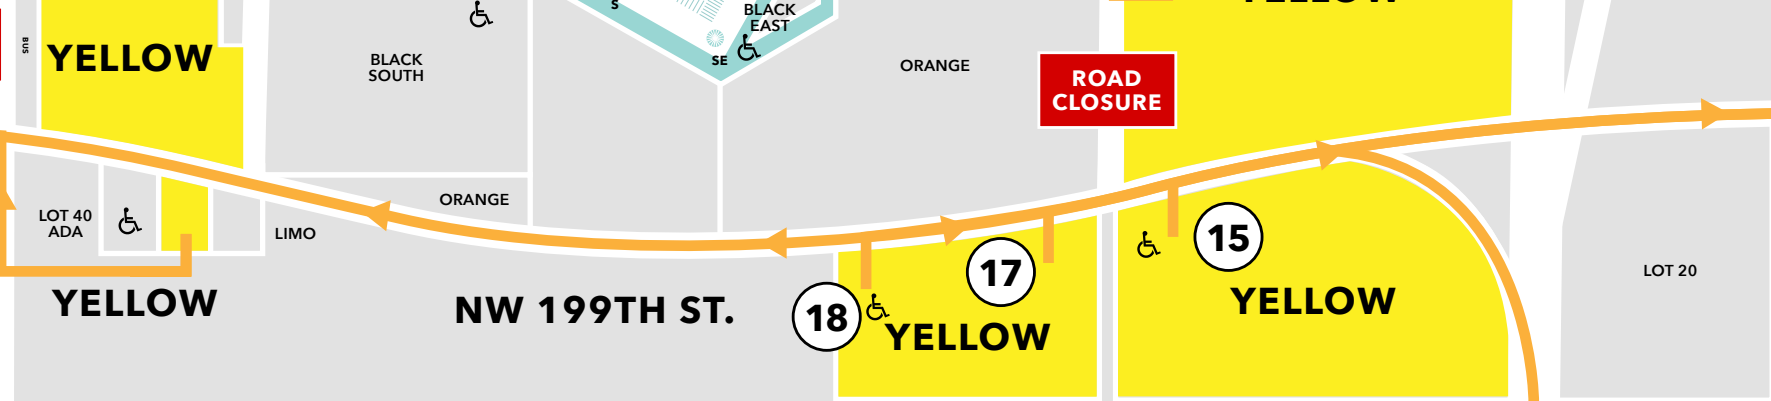 YELLOW
S
BLACK
EAST
BUS
YELLOW
BLACK
SOUTH
SE
ORANGE
ROAD
CLOSURE
LOT 40
ADA
ORANGE
LIMO
17
15
LOT 20
YELLOW
NW 199TH ST.
18
YELLOW
YELLOW